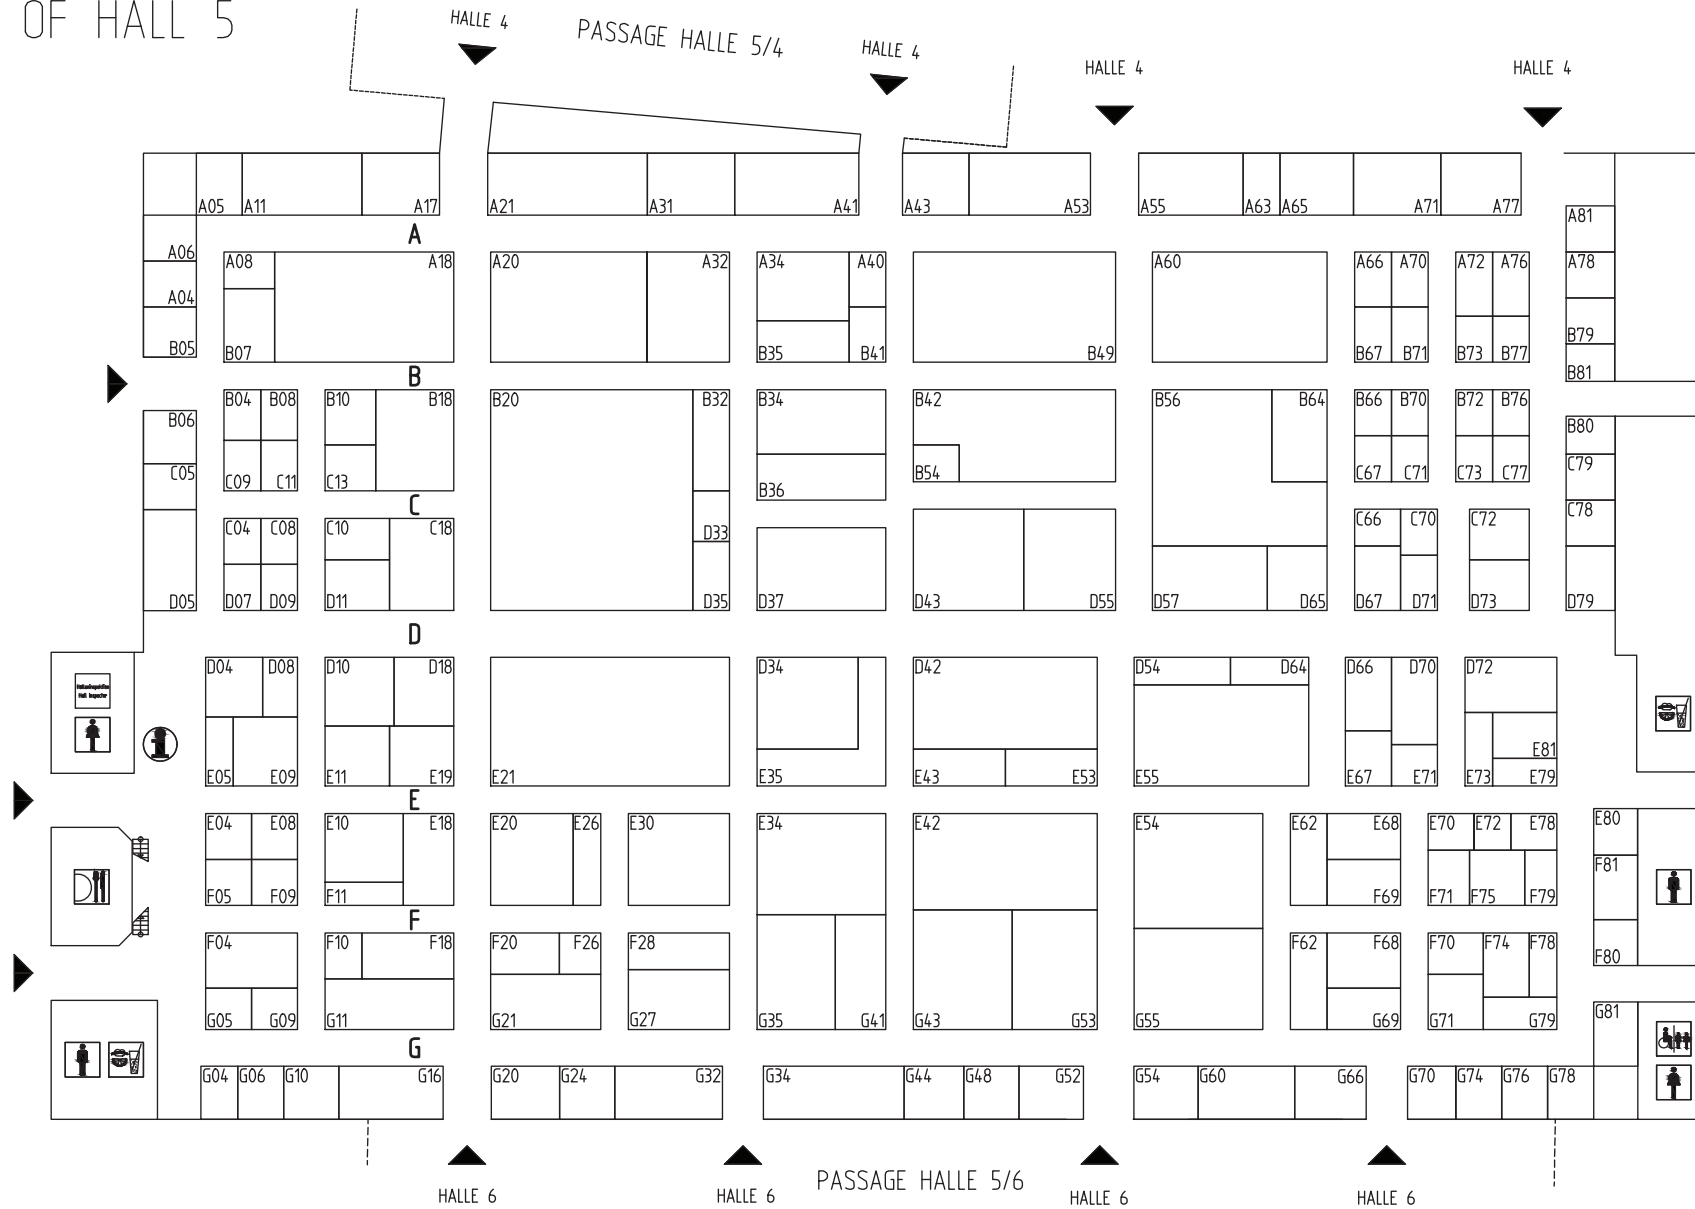 OF HALL 5
HALLE 4
PASSAGE HALLE 5/4
HALLE 4
HALLE 4
HALLE 4
A05 A11 A17 A21 A31 A41 A43 A53 A55 A63 A65 A71 A77
A81
A
A06
A08 A18 A20 A32 A34 A40 A60 A66 A70 A72 A76 A78
A04
B79
B05 B07 B35 B41 B49 B67 B71 B73 B77
B81
B
B04 B08 B10 B18 B20 B32 B34 B42 B56 B64 B66 B70 B72 B76
B06 B80
C05 C09 C11 C13 B36 B54 C67 C71 C73 C77 C79
C
C04 C08 C10 C18 D33 C66 C70 C72 C78
D05 D07 D09 D11 D35 D37 D43 D55 D57 D65 D67 D71 D73 D79
D
D04 D08 D10 D18 D34 D42 D54 D64 D66 D70 D72
E81
E05 E09 E11 E19 E21 E35 E43 E53 E55 E67 E71 E73 E79
E
E04 E08 E10 E18 E20 E26 E30 E34 E42 E54 E62 E68 E70 E72 E78 E80
F81
F05 F09 F11 F69 F71 F75 F79
F
F04 F10 F18 F20 F26 F28 F62 F68 F70 F74 F78 F80
G05 G09 G11 G21 G27 G35 G41 G43 G53 G55 G69 G71 G79 G81
G
G04 G06 G10 G16 G20 G24 G32 G34 G44 G48 G52 G54 G60 G66 G70 G74 G76 G78
PASSAGE HALLE 5/6
HALLE 6
HALLE 6
HALLE 6
HALLE 6